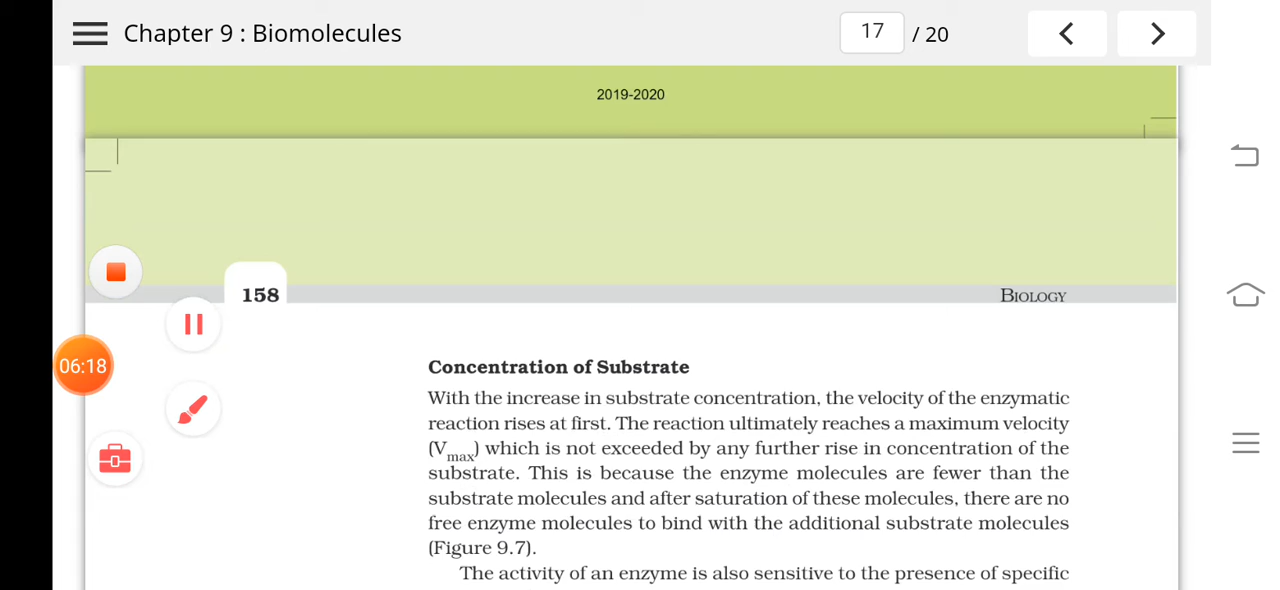 Chapter 9 : Biomolecules
17 / 20
2019-2020
158
BIOLOGY
06:18
Concentration of Substrate
With the increase in substrate concentration, the velocity of the enzymatic
reaction rises at first. The reaction ultimately reaches a maximum velocity
(Vmax) which is not exceeded by any further rise in concentration of the
substrate. This is because the enzyme molecules are fewer than the
substrate molecules and after saturation of these molecules, there are no
free enzyme molecules to bind with the additional substrate molecules
(Figure 9.7).
The activity of an enzyme is also sensitive to the presence of specific